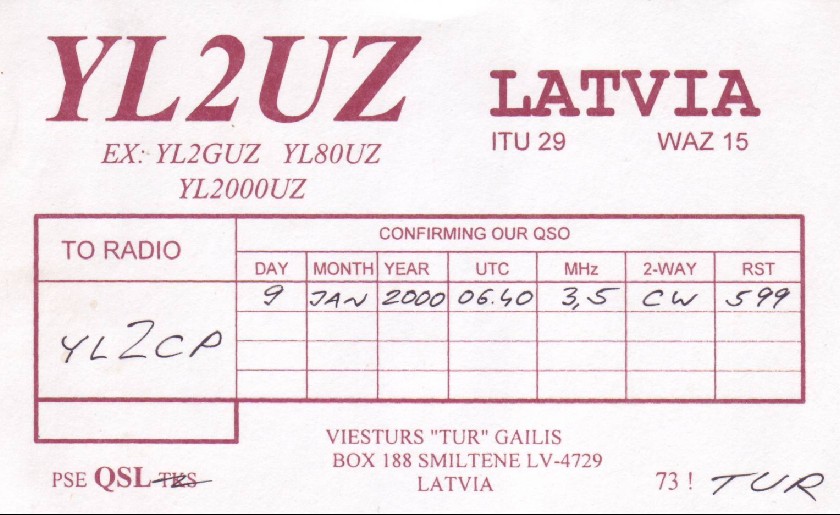 YL2UZ
LATVIA
ITU 29 WAZ 15
EX: YL2GUZ YL80UZ
YL2000UZ
TO RADIO
CONFIRMING OUR QSO
DAY MONTH YEAR UTC MHz 2-WAY RST
9 JAN 2000 06.40 3,5 CW 599
YL2CP
VIESTURS "TUR" GAILIS
BOX 188 SMILTENE LV-4729
LATVIA
PSE QSL TKS
73 ! TUR